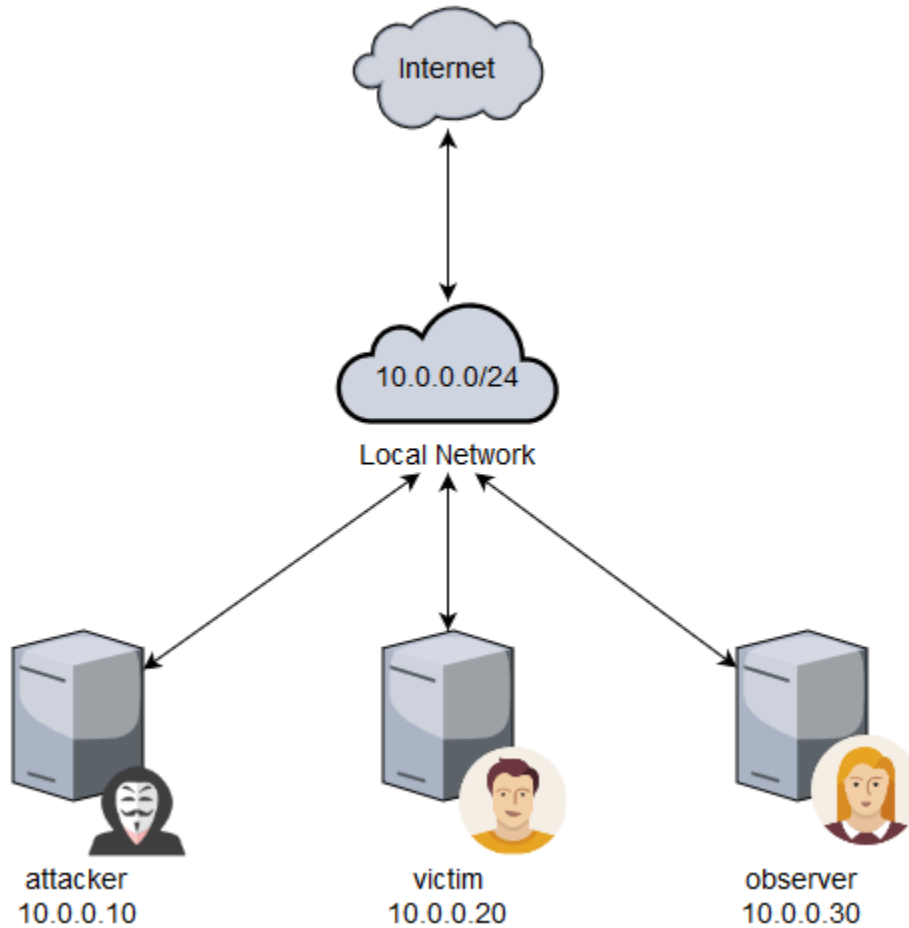 Internet
10.0.0.0/24
Local Network
attacker
10.0.0.10
victim
10.0.0.20
observer
10.0.0.30